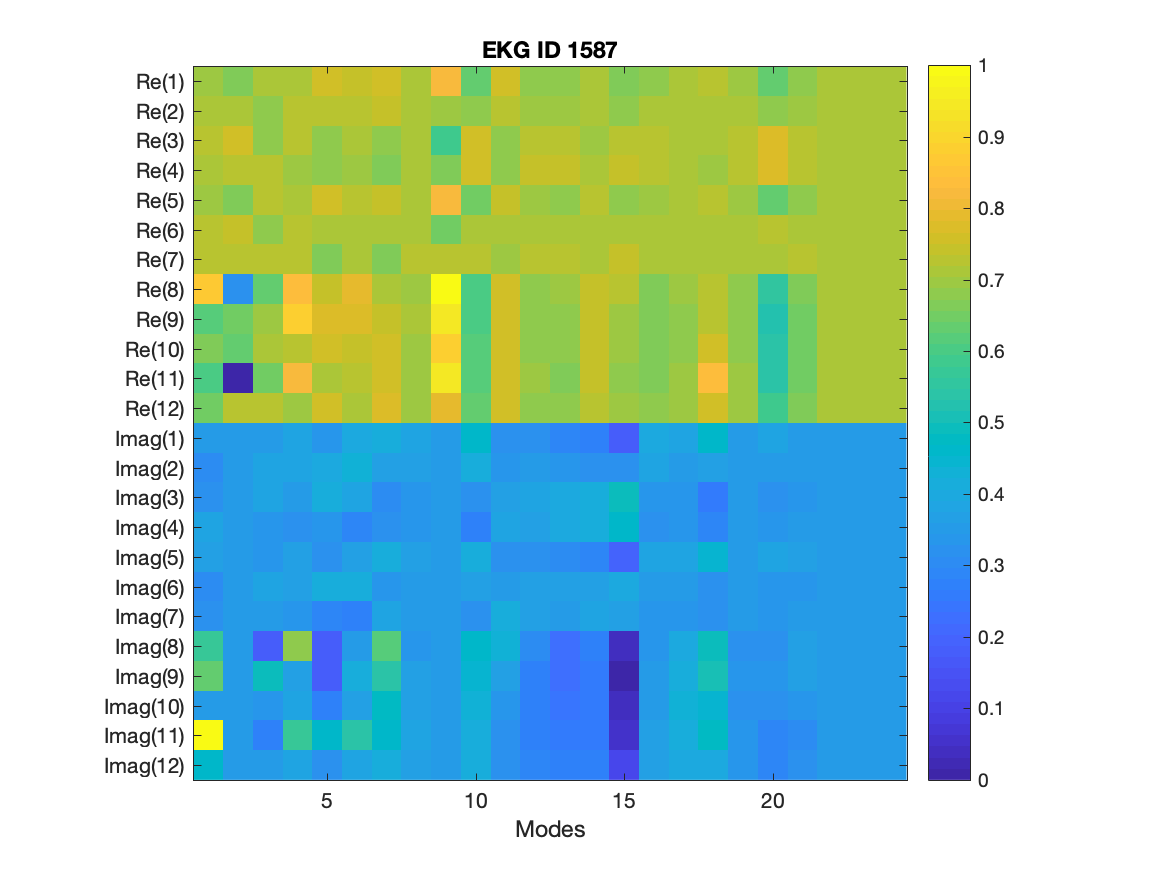 EKG ID 1587
Re(1)
Re(2)
Re(3)
Re(4)
Re(5)
Re(6)
Re(7)
Re(8)
Re(9)
Re(10)
Re(11)
Re(12)
Imag(1)
Imag(2)
Imag(3)
Imag(4)
Imag(5)
Imag(6)
Imag(7)
Imag(8)
Imag(9)
Imag(10)
Imag(11)
Imag(12)
5 10 15 20
Modes
1
0.9
0.8
0.7
0.6
0.5
0.4
0.3
0.2
0.1
0